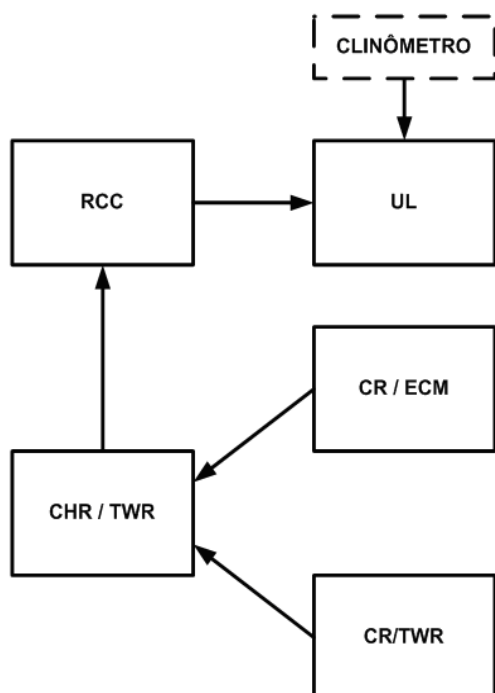 CLINÔMETRO
RCC
UL
CR / ECM
CHR / TWR
CR/TWR